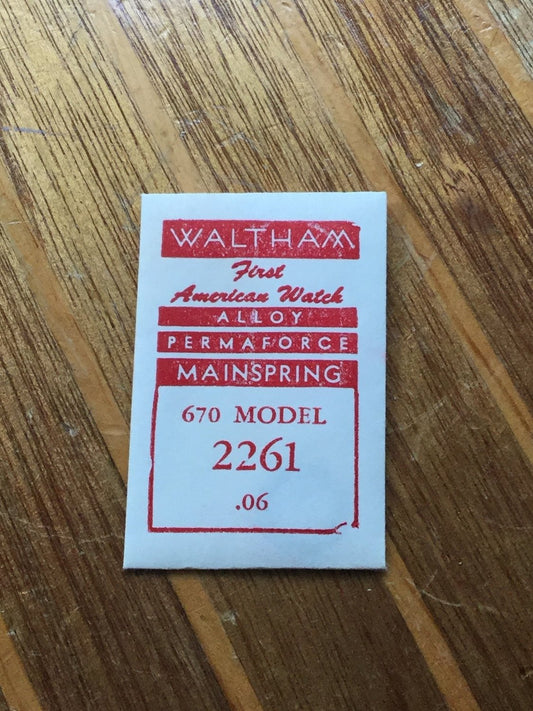 WALTHAM
First
American Watch
ALLOY
PERMAFORCE
MAINSPRING
670 MODEL
2261
.06